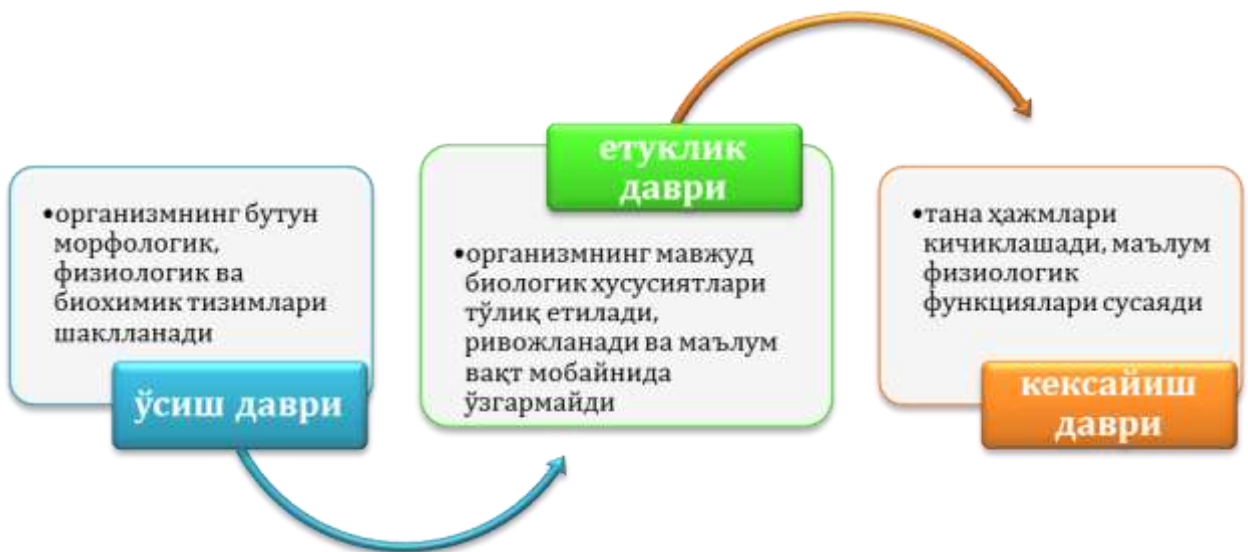 •организмнинг бутун
морфологик,
физиологик ва
биохимик тизимлари
шаклланади
ўсиш даври
етуклик
даври
•организмнинг мавжуд
биологик хусусиятлари
тўлиқ етилади,
ривожланади ва маълум
вақт мобайнида
ўзгармайди
•тана ҳажмлари
кичиклашади, маълум
физиологик
функциялари сусаяди
кексайиш
даври